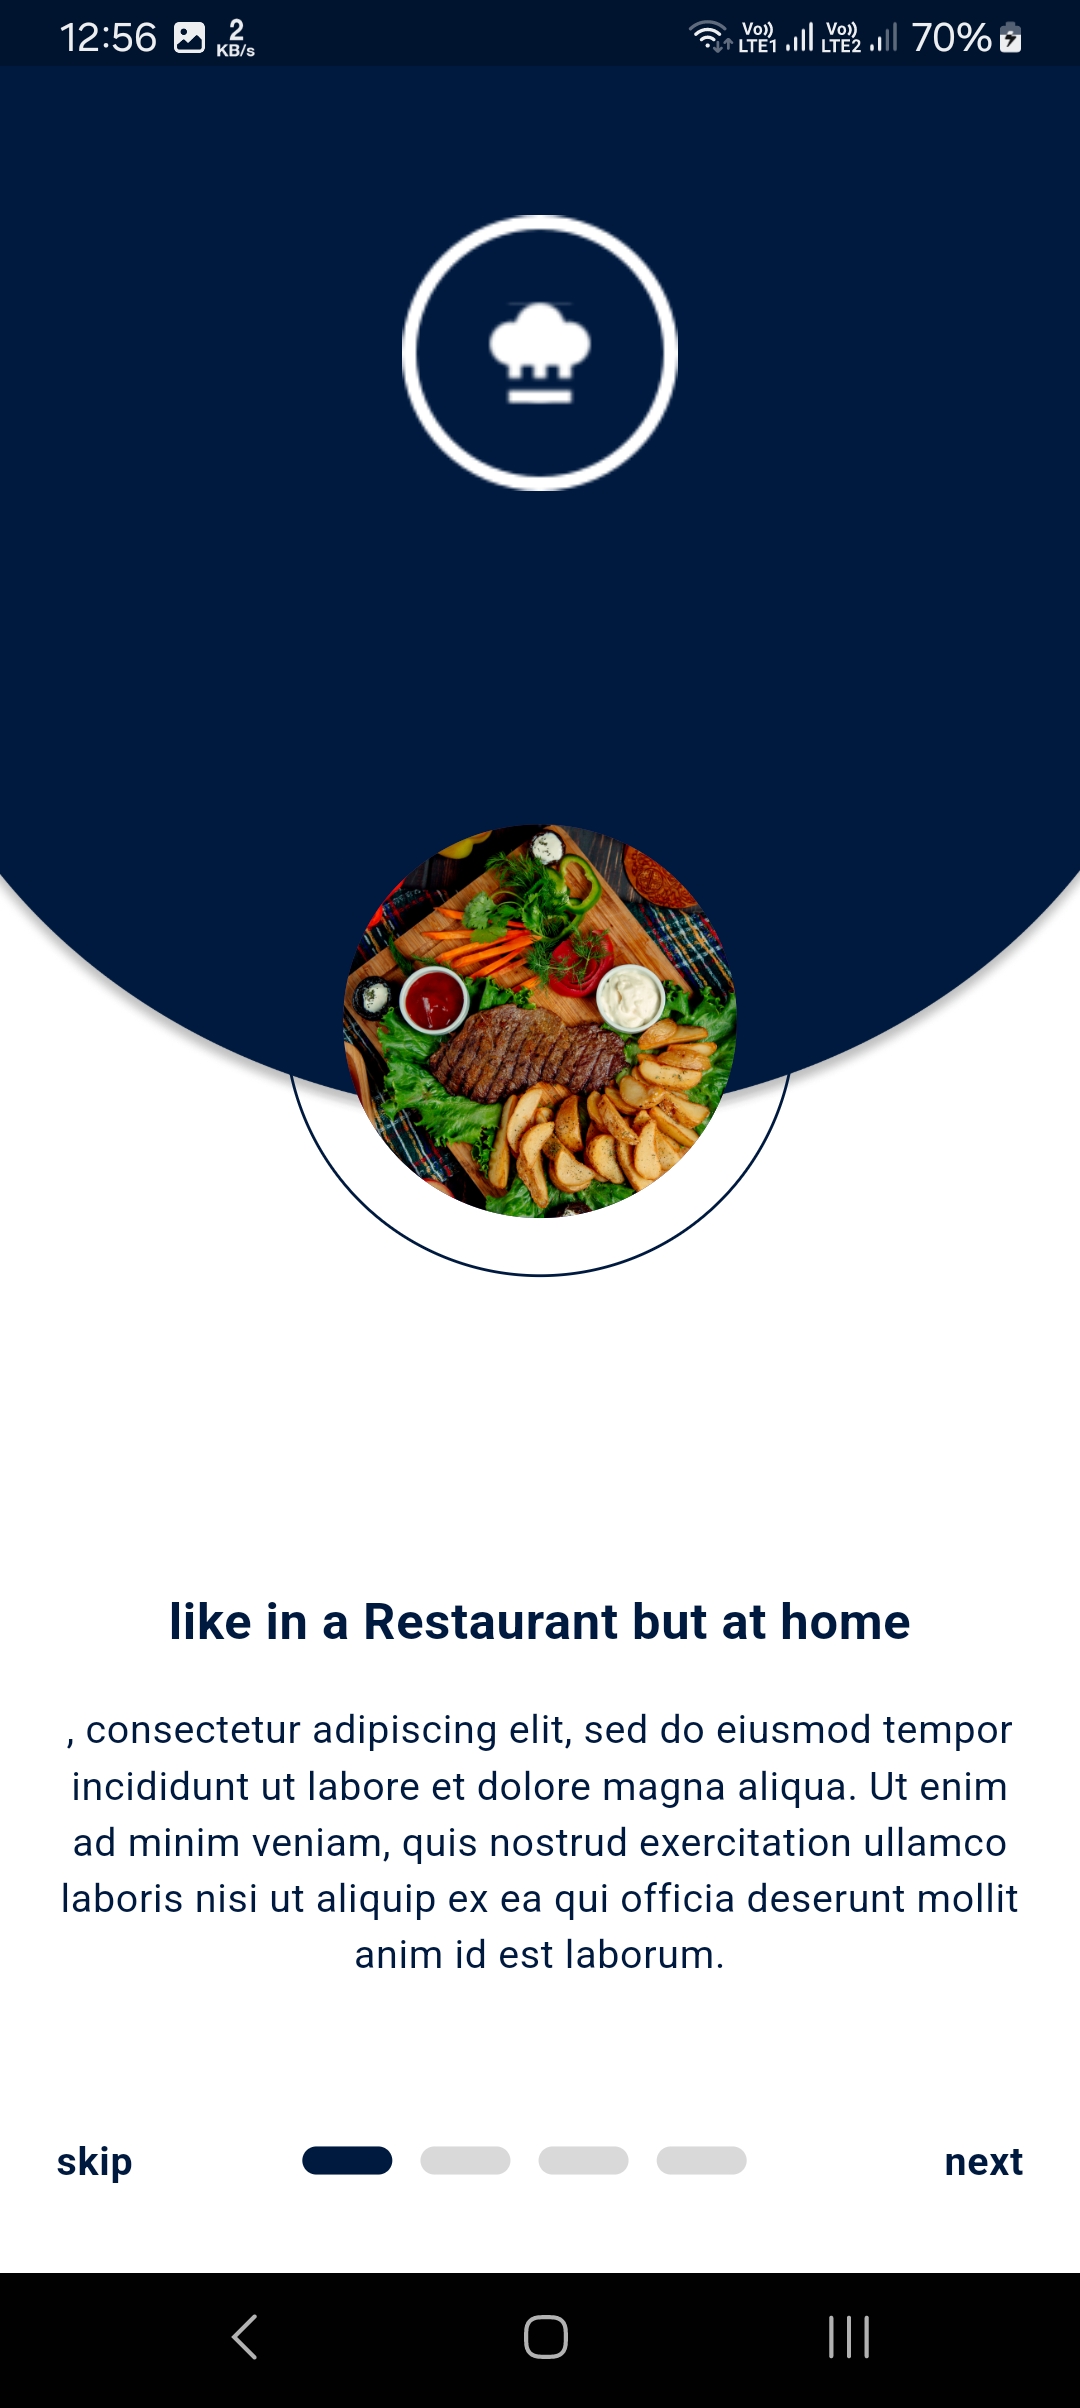 12:56 2 KB/s Vo)) LTE1 Vo)) LTE2 70%
like in a Restaurant but at home
, consectetur adipiscing elit, sed do eiusmod tempor
incididunt ut labore et dolore magna aliqua. Ut enim
ad minim veniam, quis nostrud exercitation ullamco
laboris nisi ut aliquip ex ea qui officia deserunt mollit
anim id est laborum.
skip next